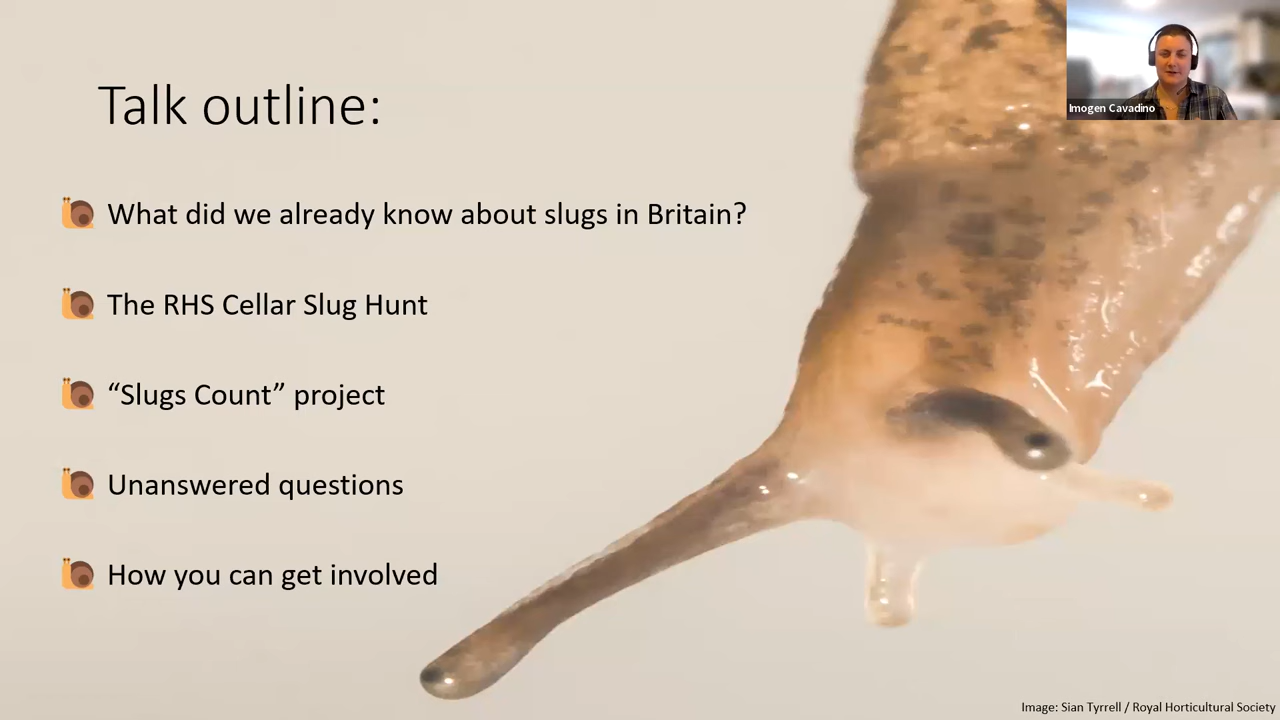 Talk outline:
Imogen Cavadino
What did we already know about slugs in Britain?
The RHS Cellar Slug Hunt
“Slugs Count” project
Unanswered questions
How you can get involved
Image: Sian Tyrrell / Royal Horticultural Society